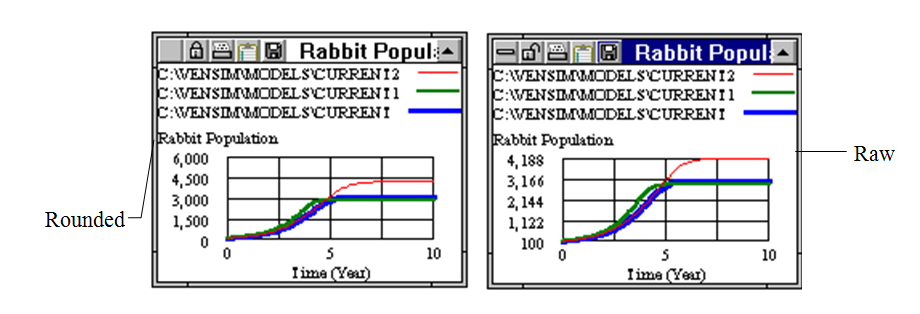 Rabbit Popul
C:\VENSIM\MODELS\CURRENT2
C:\VENSIM\MODELS\CURRENT1
C:\VENSIM\MODELS\CURRENT
Rabbit Population
6,000
4,500
3,000
1,500
0
0 5 10
Time (Year)
Rounded
Rabbit Popul
C:\VENSIM\MODELS\CURRENT2
C:\VENSIM\MODELS\CURRENT1
C:\VENSIM\MODELS\CURRENT
Rabbit Population
4,188
3,166
2,144
1,122
100
0 5 10
Time (Year)
Raw